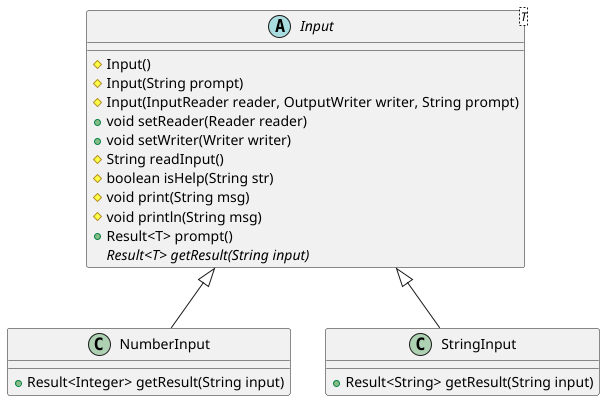 A Input
T
Input()
Input(String prompt)
Input(InputReader reader, OutputWriter writer, String prompt)
void setReader(Reader reader)
void setWriter(Writer writer)
String readInput()
boolean isHelp(String str)
void print(String msg)
void println(String msg)
Result<T> prompt()
Result<T> getResult(String input)
C NumberInput
Result<Integer> getResult(String input)
C StringInput
Result<String> getResult(String input)